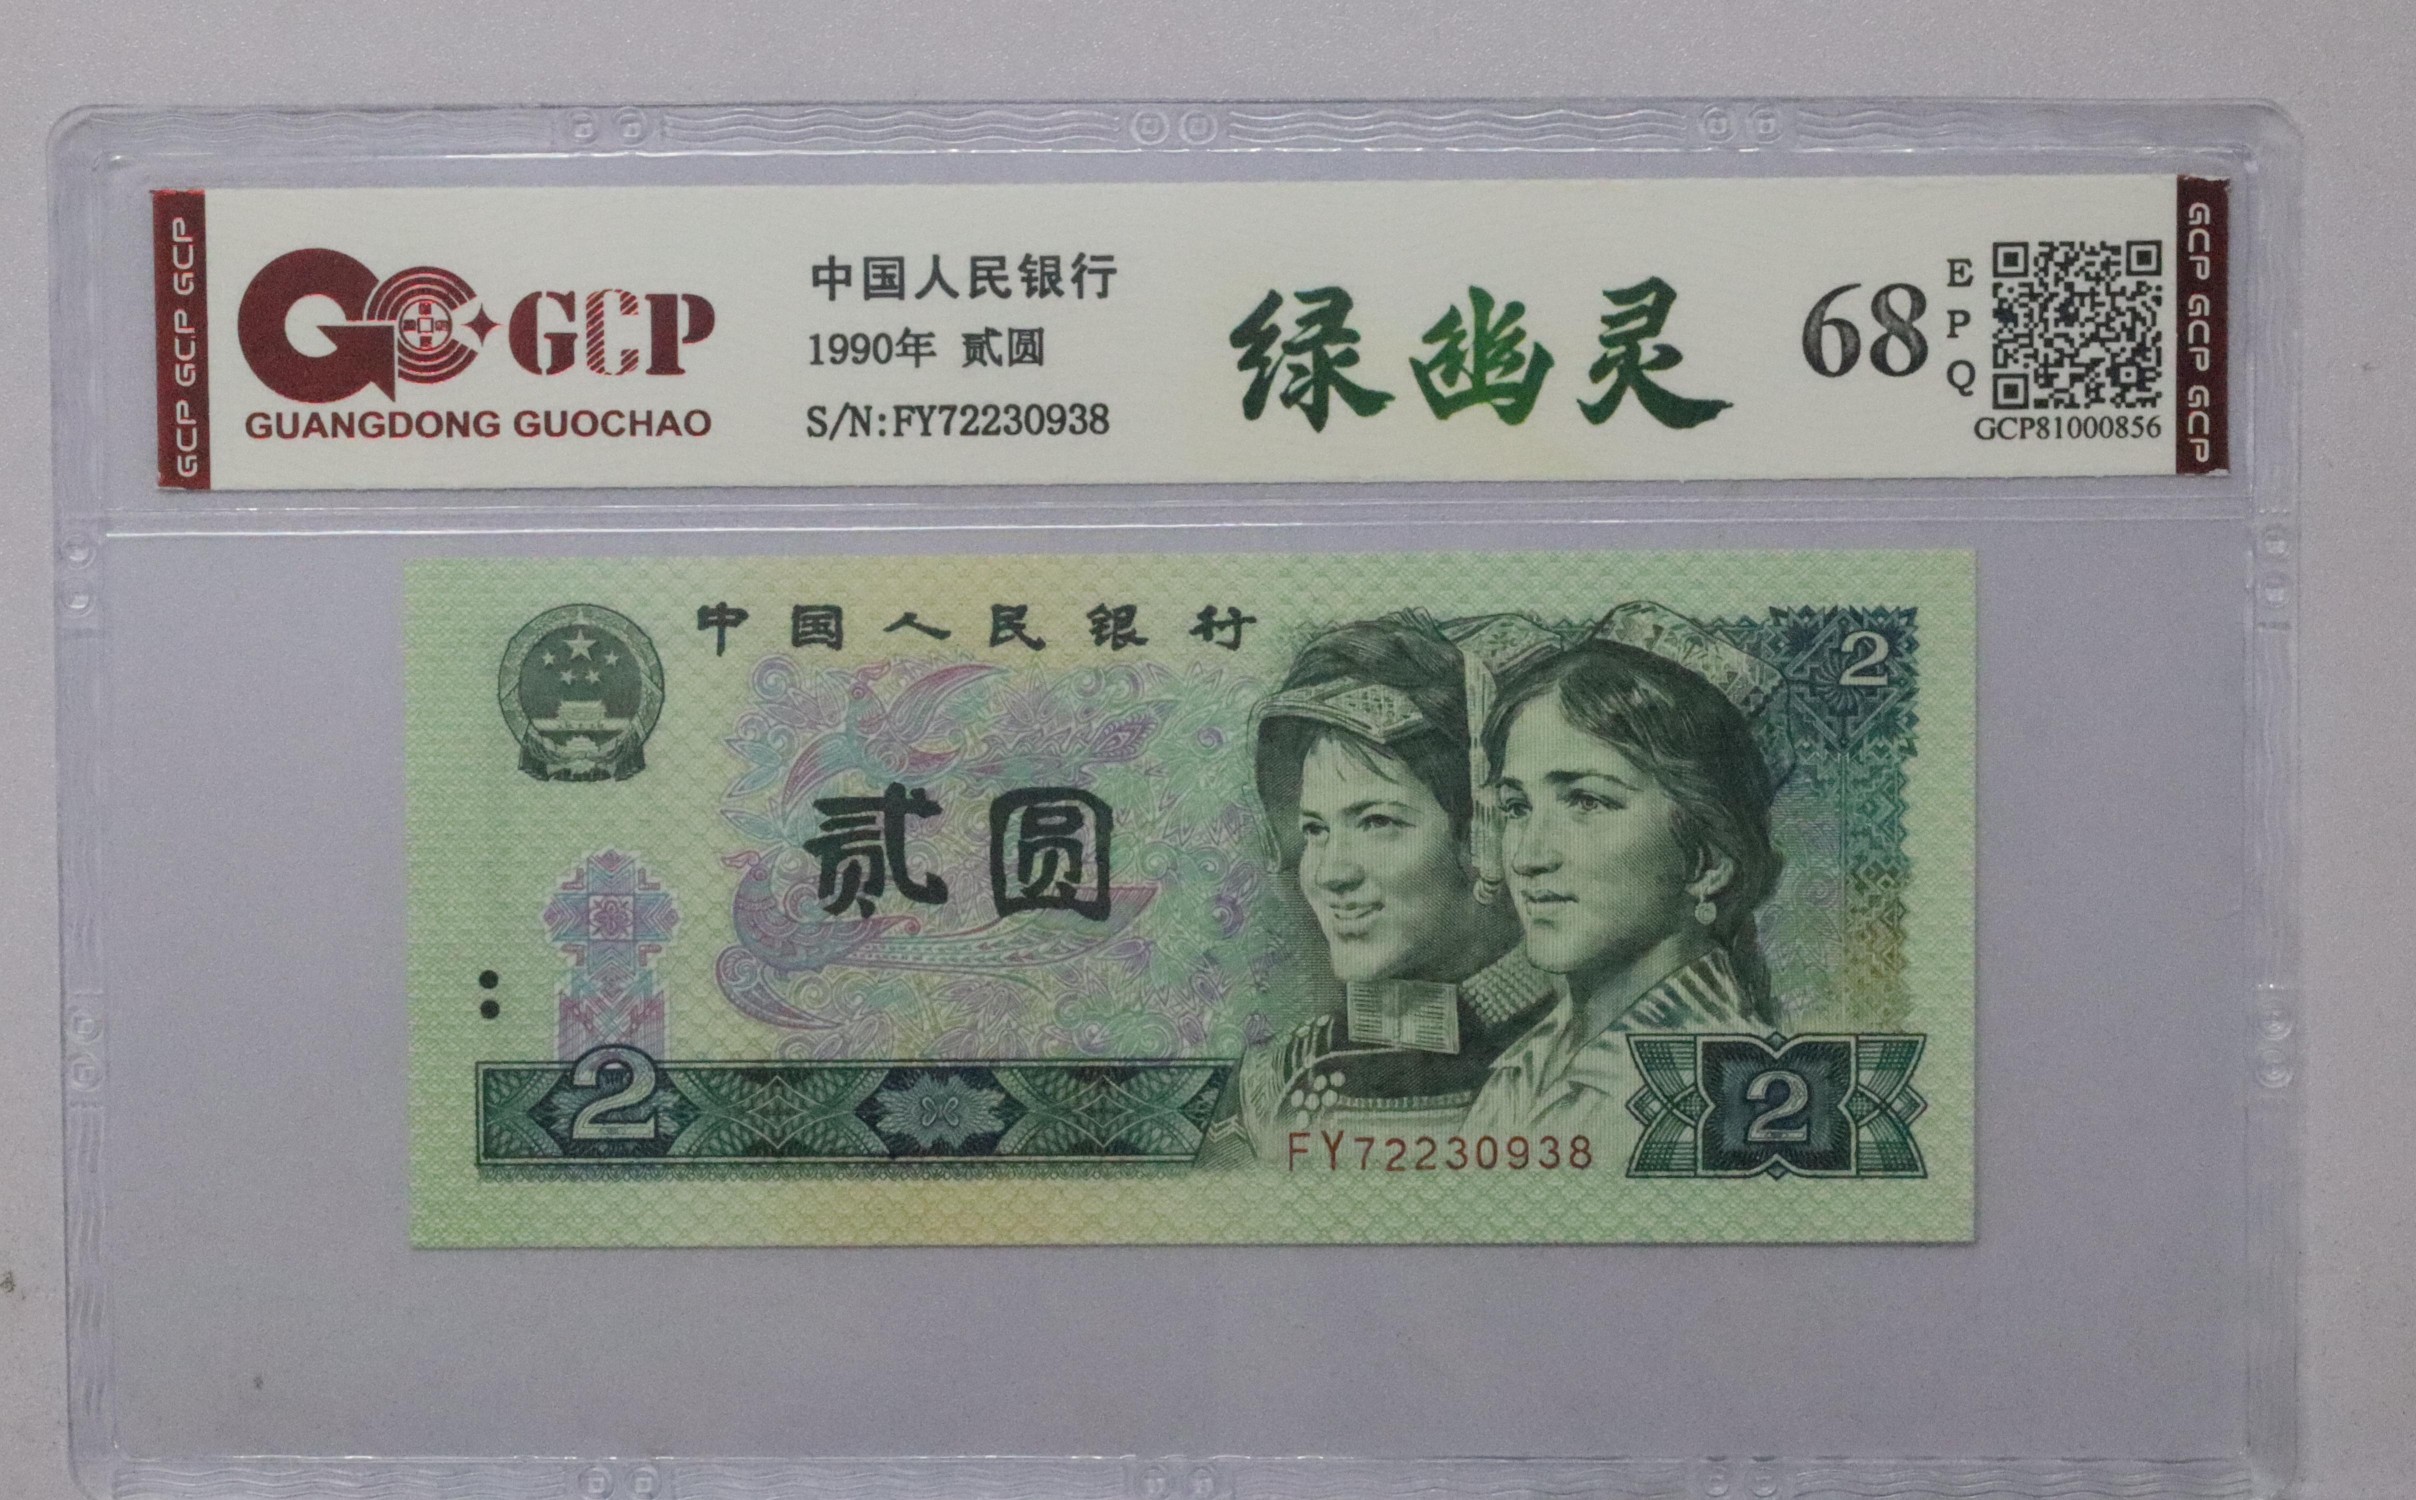 GCP GCP GCP
GCP
GUANGDONG GUOCHAO
中国人民银行
1990年 贰圆
S/N:FY72230938
绿幽灵
68
EPQ
GCP81000856
GCP GCP GCP
中国人民银行
2
贰圆
2
FY72230938
2